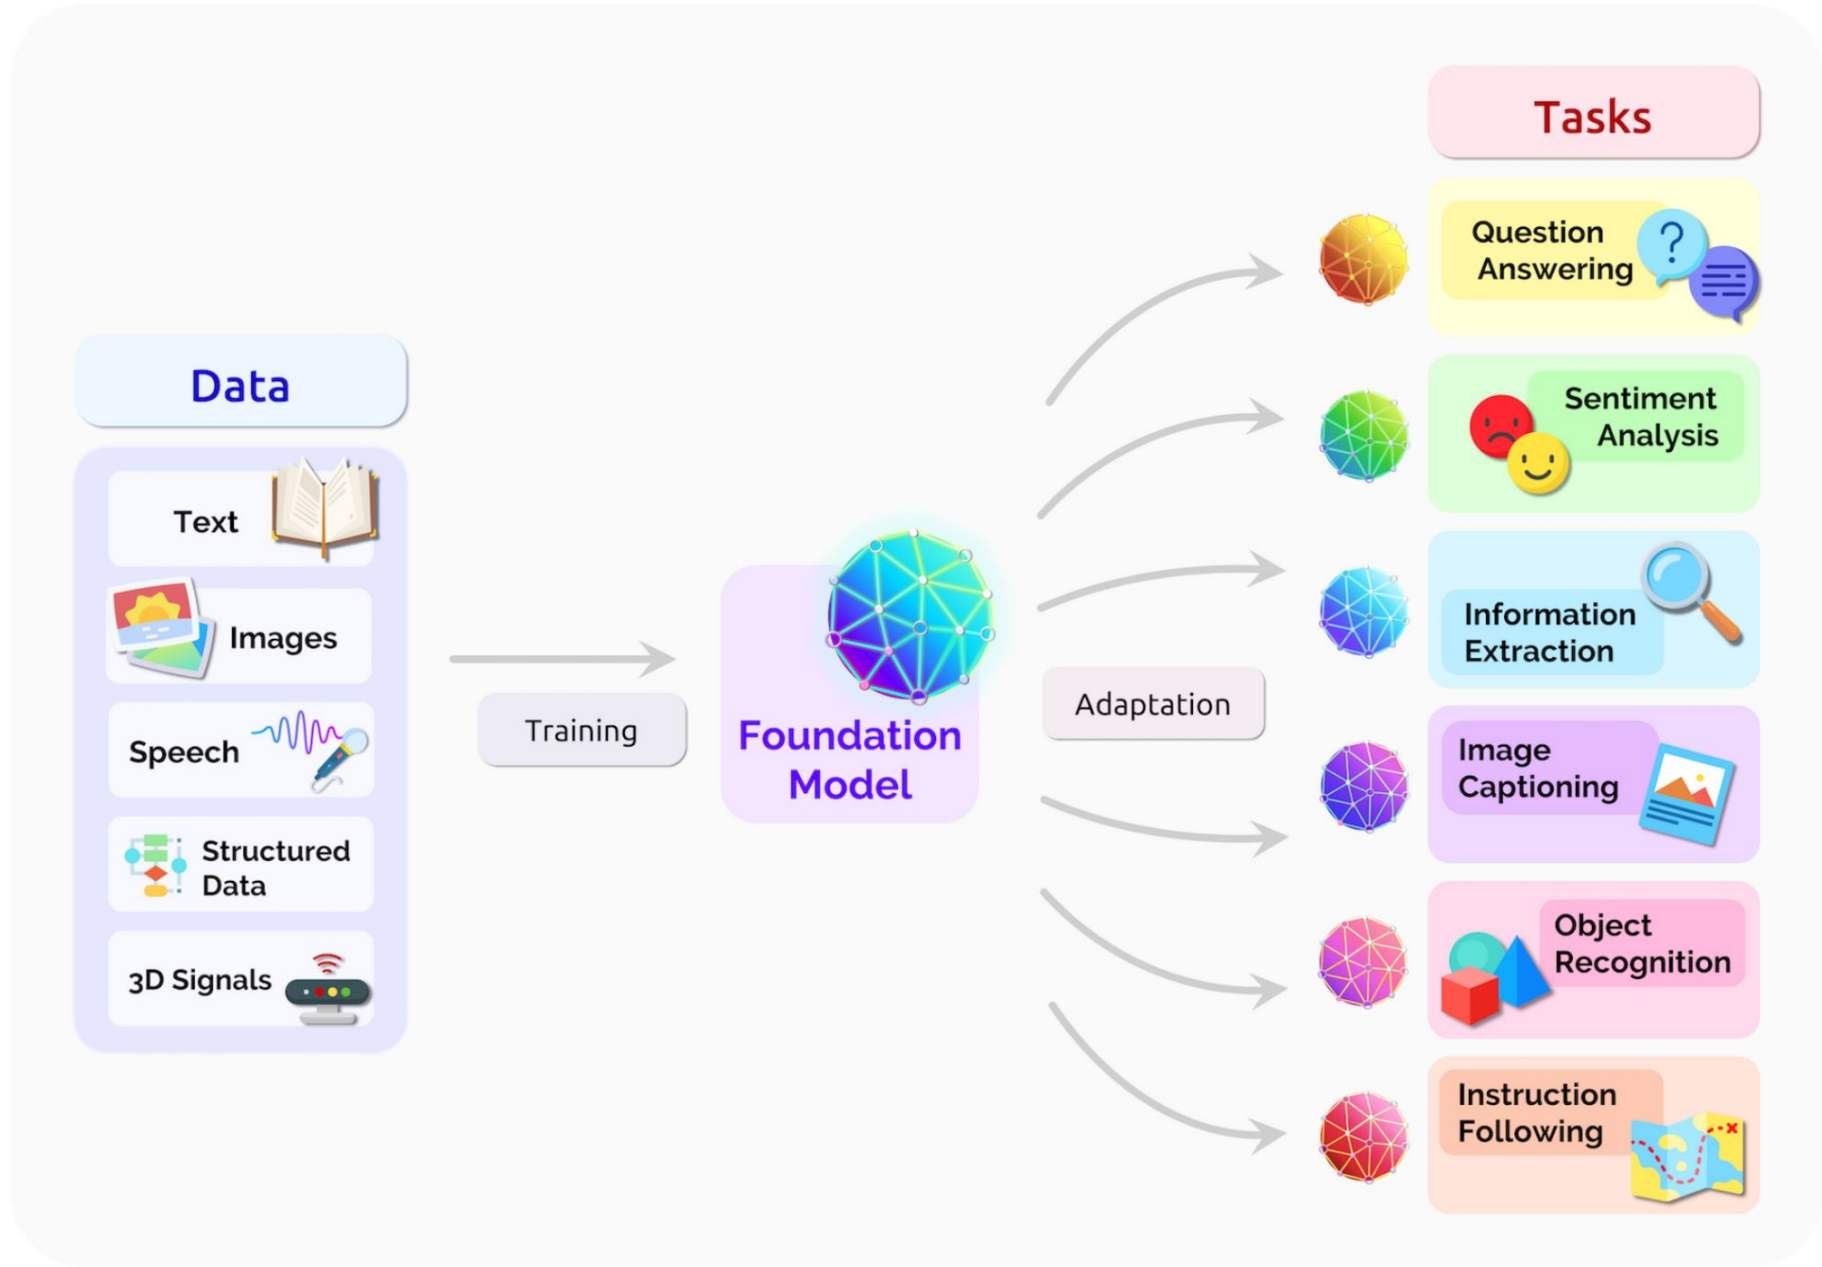 Data
Text
Images
Speech
Structured
Data
3D Signals
Training
Foundation
Model
Adaptation
Tasks
Question
Answering
?
Sentiment
Analysis
Information
Extraction
Image
Captioning
Object
Recognition
Instruction
Following